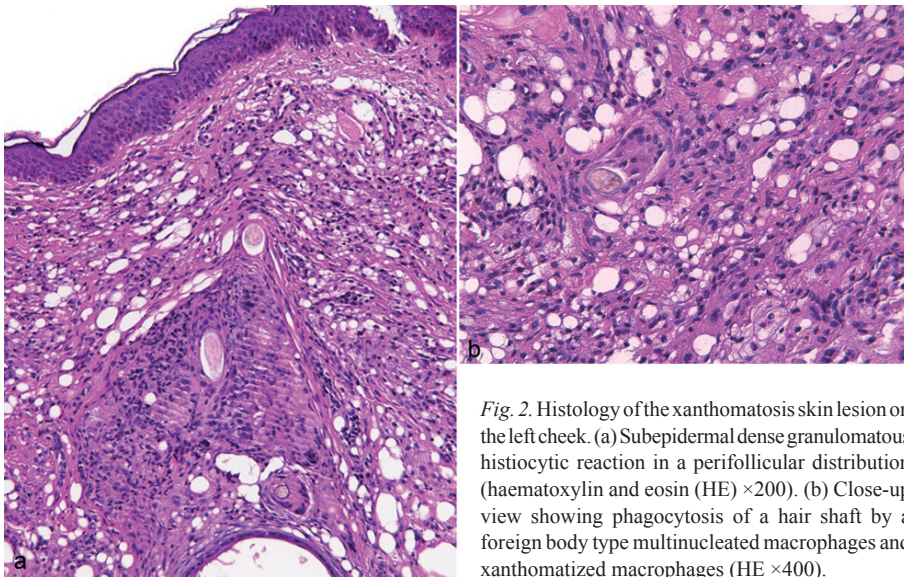 a
b
Fig. 2. Histology of the xanthomatosis skin lesion on
the left cheek. (a) Subepidermal dense granulomatous
histiocytic reaction in a perifollicular distribution
(haematoxylin and eosin (HE) ×200). (b) Close-up
view showing phagocytosis of a hair shaft by a
foreign body type multinucleated macrophages and
xanthomatized macrophages (HE ×400).